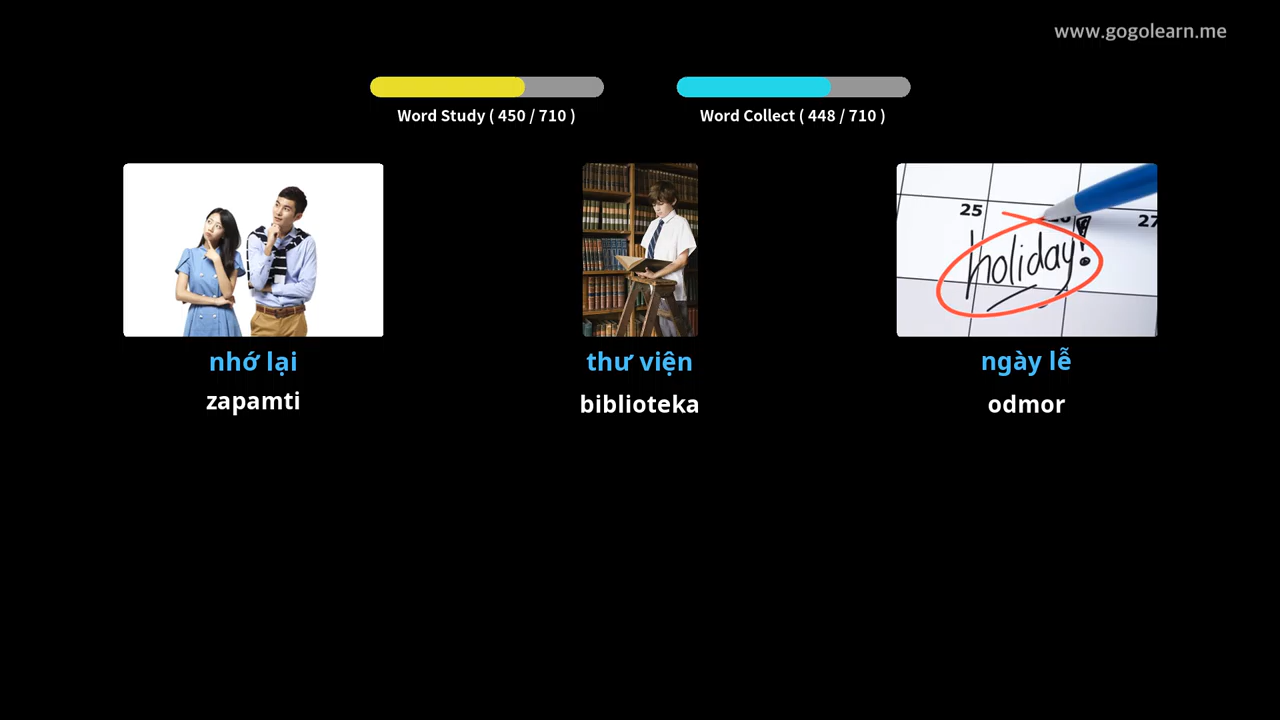 www.gogolearn.me
Word Study ( 450 / 710 )
Word Collect ( 448 / 710 )
25
27
holiday!
nhớ lại
thư viện
ngày lễ
zapamti
biblioteka
odmor